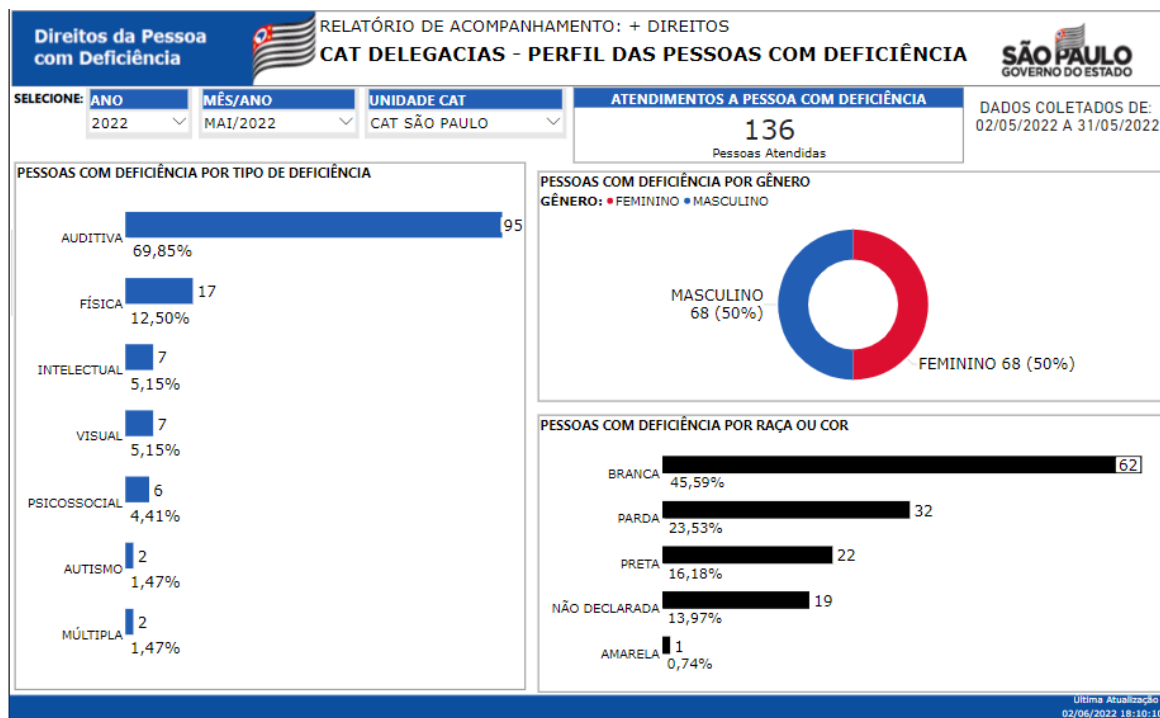 Direitos da Pessoa
com Deficiência
RELATÓRIO DE ACOMPANHAMENTO: + DIREITOS
CAT DELEGACIAS - PERFIL DAS PESSOAS COM DEFICIÊNCIA
SÃO PAULO
GOVERNO DO ESTADO
SELECIONE:
ANO
2022
MÊS/ANO
MAI/2022
UNIDADE CAT
CAT SÃO PAULO
ATENDIMENTOS A PESSOA COM DEFICIÊNCIA
136
Pessoas Atendidas
DADOS COLETADOS DE:
02/05/2022 A 31/05/2022
PESSOAS COM DEFICIÊNCIA POR TIPO DE DEFICIÊNCIA
AUDITIVA 95
69,85%
FÍSICA 17
12,50%
INTELECTUAL 7
5,15%
VISUAL 7
5,15%
PSICOSSOCIAL 6
4,41%
AUTISMO 2
1,47%
MÚLTIPLA 2
1,47%
PESSOAS COM DEFICIÊNCIA POR GÊNERO
GÊNERO: FEMININO MASCULINO
MASCULINO
68 (50%)
FEMININO 68 (50%)
PESSOAS COM DEFICIÊNCIA POR RAÇA OU COR
BRANCA 62
45,59%
PARDA 32
23,53%
PRETA 22
16,18%
NÃO DECLARADA 19
13,97%
AMARELA 1
0,74%
Última Atualização
02/06/2022 18:10:10